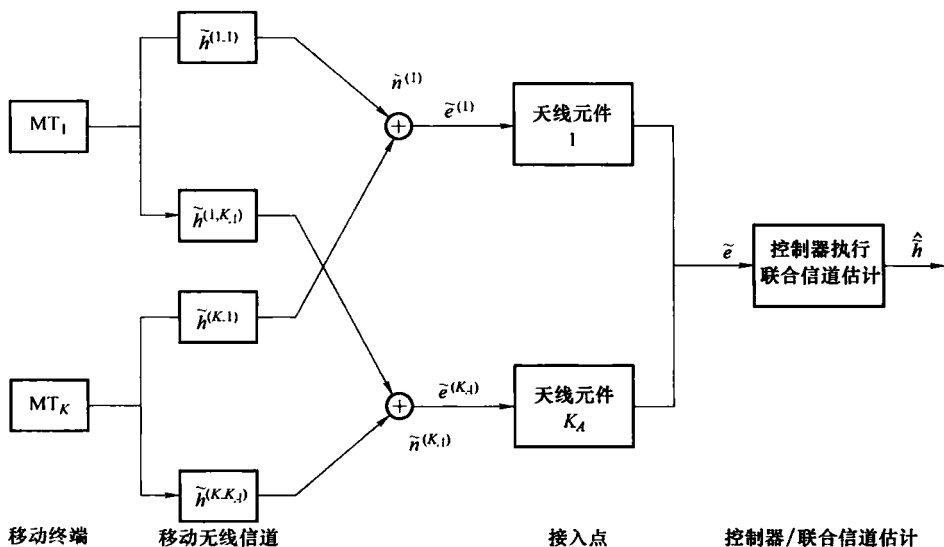 h̃(1,1)
ñ(1)
MT1
ẽ(1)
天线元件
1
h̃(1,KA)
ẽ
控制器执行
联合信道估计
ĥ̃
h̃(K,1)
MTK
ẽ(KA)
天线元件
KA
ñ(KA)
h̃(K,KA)
移动终端
移动无线信道
接入点
控制器/联合信道估计